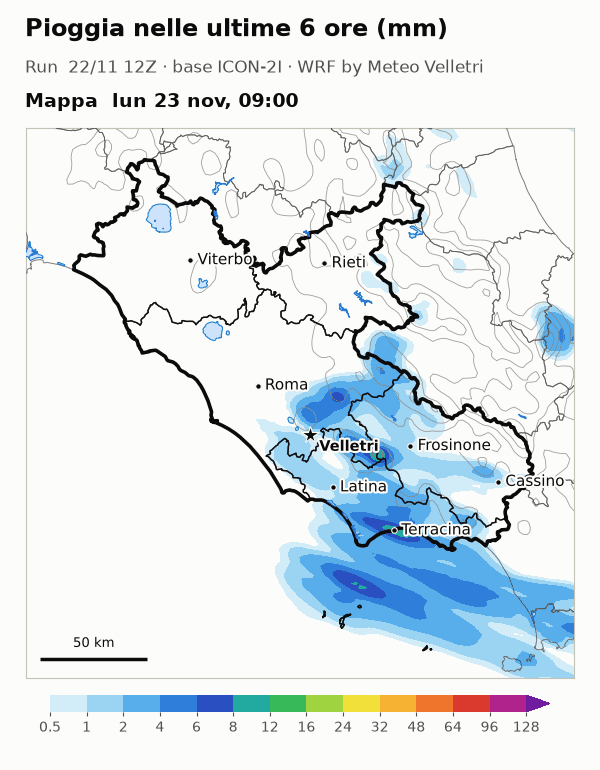 Pioggia nelle ultime 6 ore (mm)
Run  22/11 12Z · base ICON-2I · WRF by Meteo Velletri
Mappa  lun 23 nov, 09:00
Viterbo
Rieti
Roma
Velletri
Frosinone
Cassino
Latina
Terracina
50 km
0.5 1 2 4 6 8 12 16 24 32 48 64 96 128